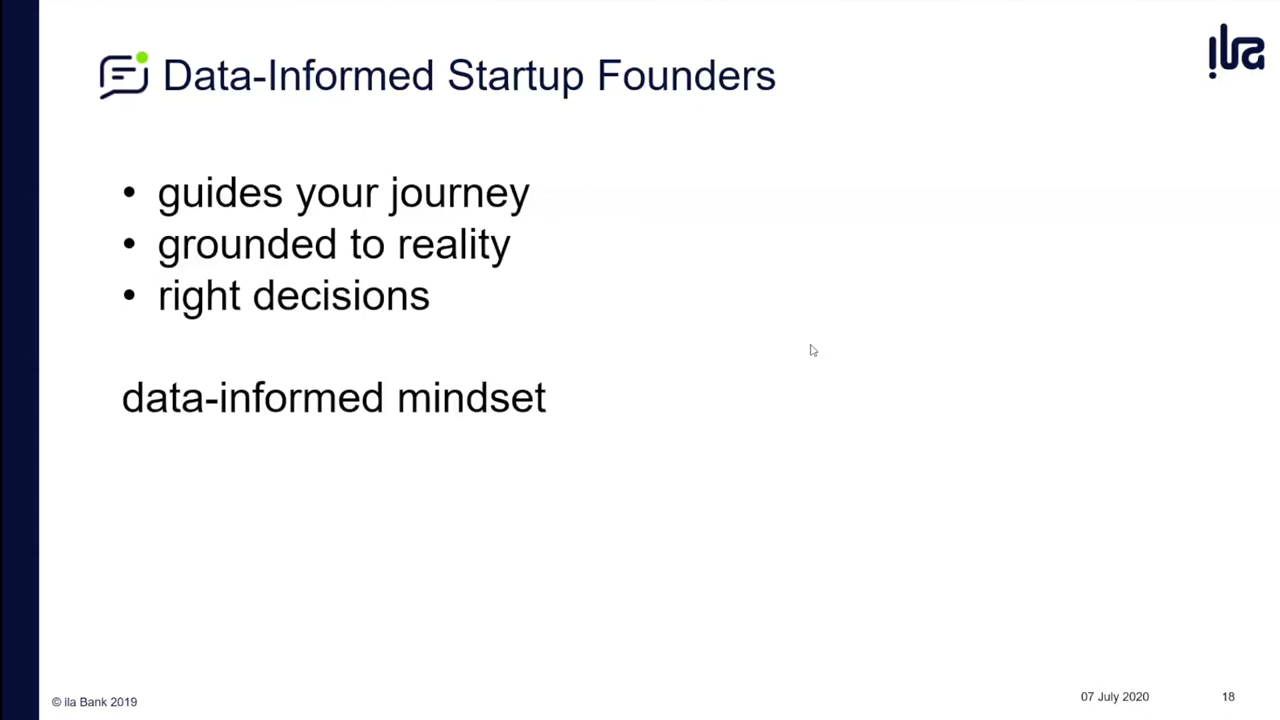 Data-Informed Startup Founders
ila
• guides your journey
• grounded to reality
• right decisions
data-informed mindset
© ila Bank 2019
07 July 2020
18